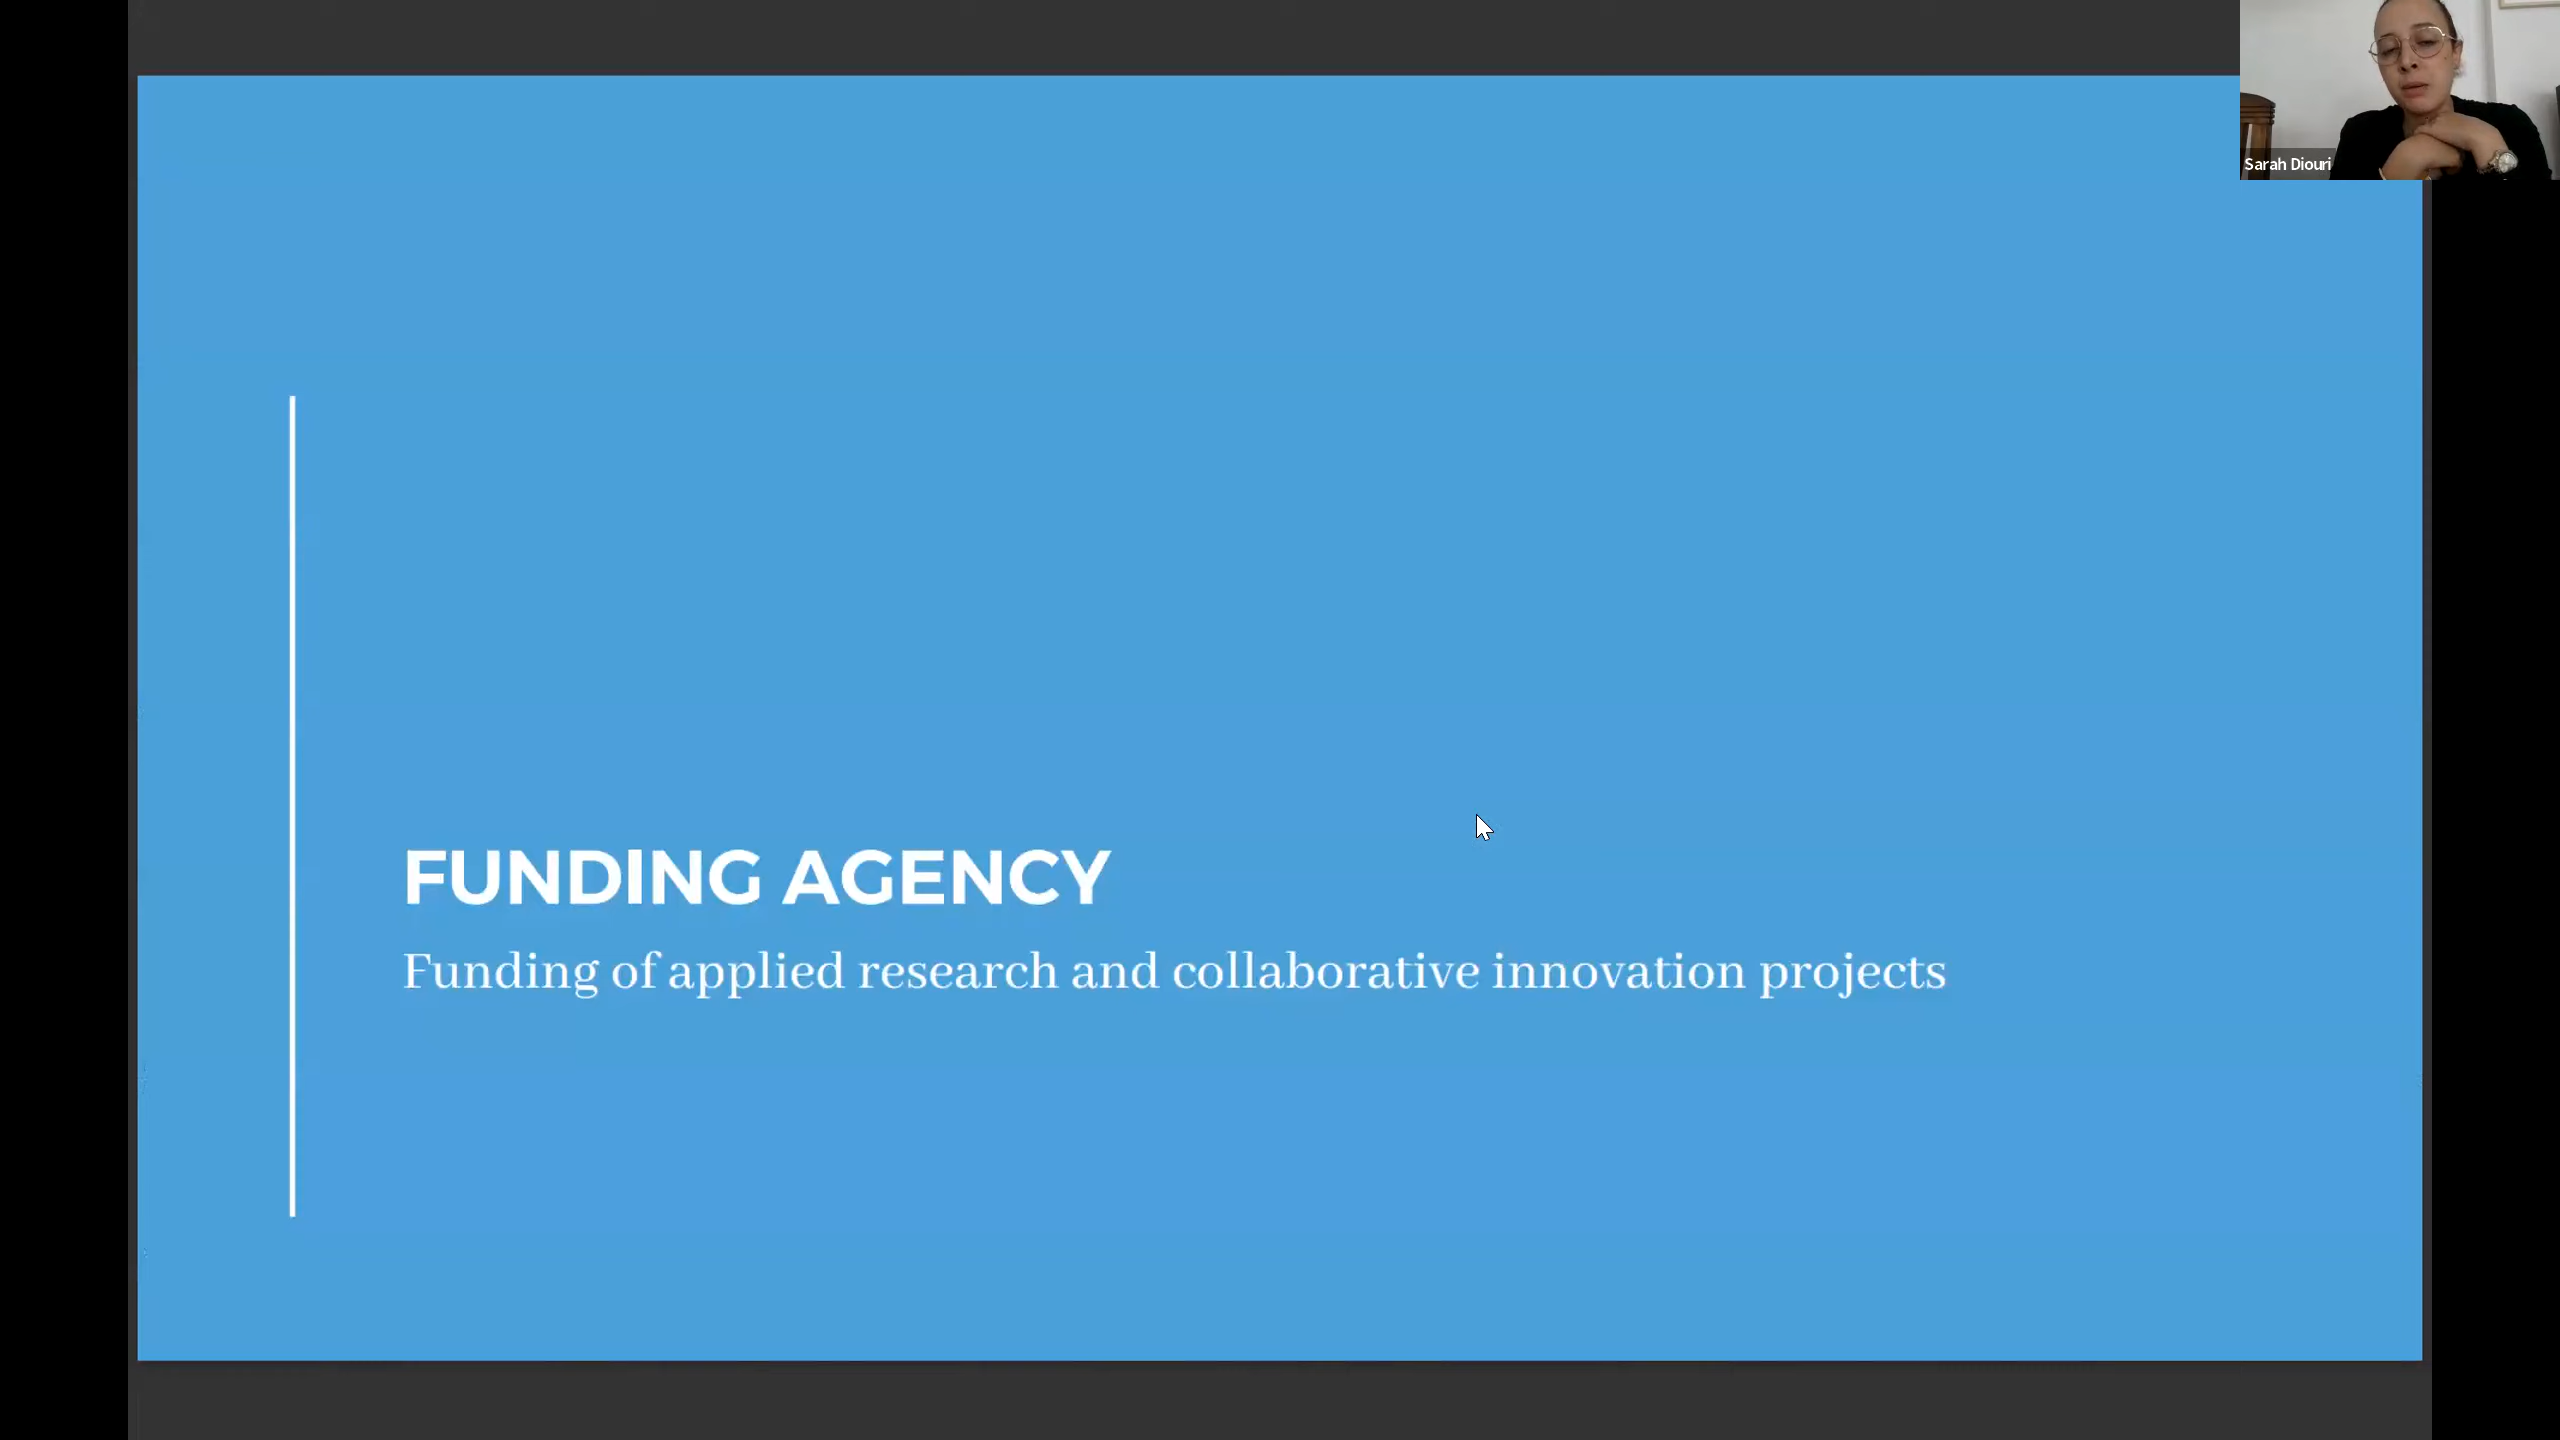 Sarah Diouri
FUNDING AGENCY
Funding of applied research and collaborative innovation projects